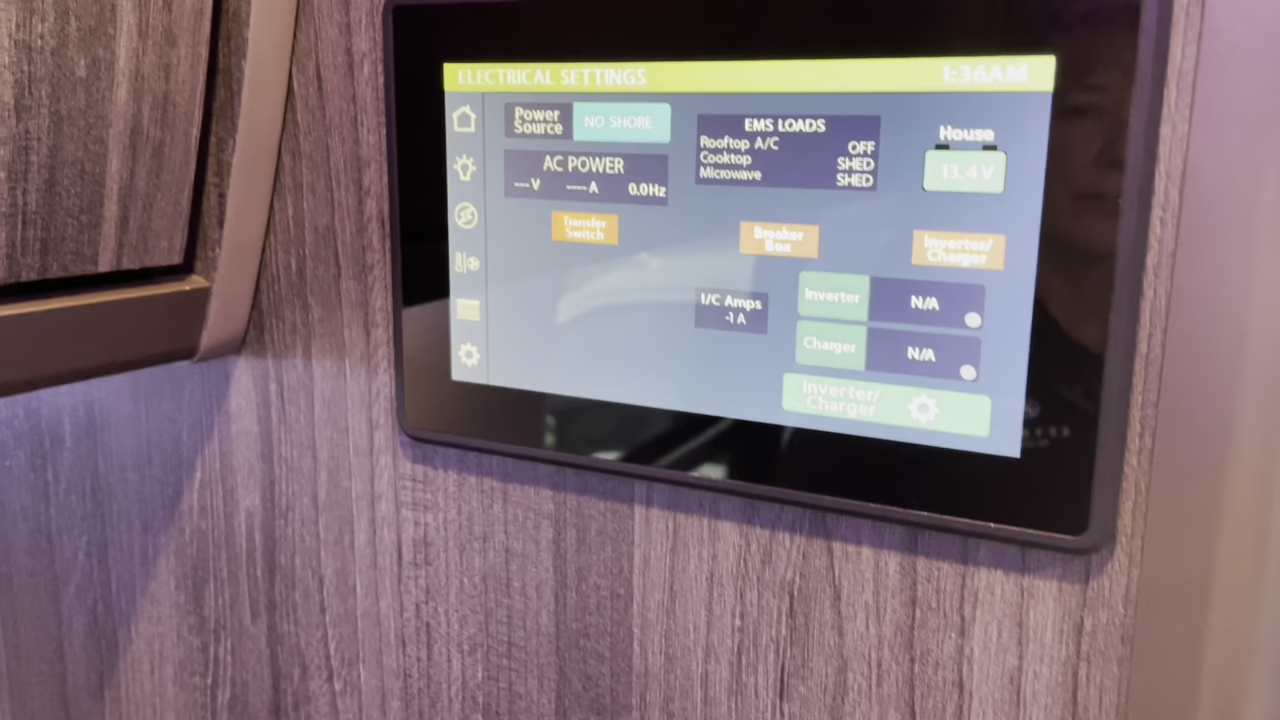 ELECTRICAL SETTINGS 1:36AM
Power
Source
NO SHORE
AC POWER
---V ----A 0.0Hz
EMS LOADS
Rooftop A/C OFF
Cooktop SHED
Microwave SHED
House
13.4V
Transfer
Switch
Breaker
Box
Inverter/
Charger
I/C Amps
-1 A
Inverter N/A
Charger N/A
Inverter/
Charger